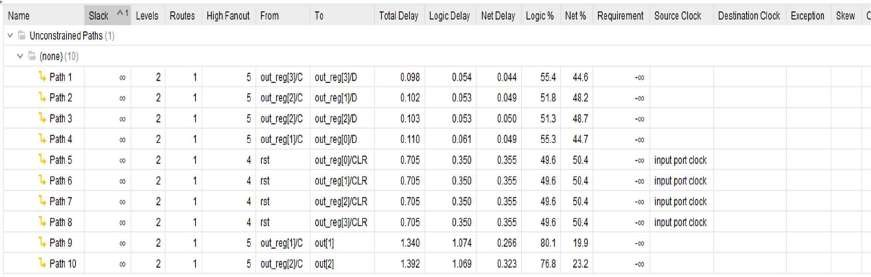 Name Slack ^1 Levels Routes High Fanout From To Total Delay Logic Delay Net Delay Logic % Net % Requirement Source Clock Destination Clock Exception Skew C
Unconstrained Paths (1)
(none) (10)
Path 1 ∞ 2 1 5 out_reg[3]/C out_reg[3]/D 0.098 0.054 0.044 55.4 44.6 -∞
Path 2 ∞ 2 1 5 out_reg[2]/C out_reg[1]/D 0.102 0.053 0.049 51.8 48.2 -∞
Path 3 ∞ 2 1 5 out_reg[2]/C out_reg[2]/D 0.103 0.053 0.050 51.3 48.7 -∞
Path 4 ∞ 2 1 5 out_reg[1]/C out_reg[0]/D 0.110 0.061 0.049 55.3 44.7 -∞
Path 5 ∞ 2 1 4 rst out_reg[0]/CLR 0.705 0.350 0.355 49.6 50.4 -∞ input port clock
Path 6 ∞ 2 1 4 rst out_reg[1]/CLR 0.705 0.350 0.355 49.6 50.4 -∞ input port clock
Path 7 ∞ 2 1 4 rst out_reg[2]/CLR 0.705 0.350 0.355 49.6 50.4 -∞ input port clock
Path 8 ∞ 2 1 4 rst out_reg[3]/CLR 0.705 0.350 0.355 49.6 50.4 -∞ input port clock
Path 9 ∞ 2 1 5 out_reg[1]/C out[1] 1.340 1.074 0.266 80.1 19.9 -∞
Path 10 ∞ 2 1 5 out_reg[2]/C out[2] 1.392 1.069 0.323 76.8 23.2 -∞